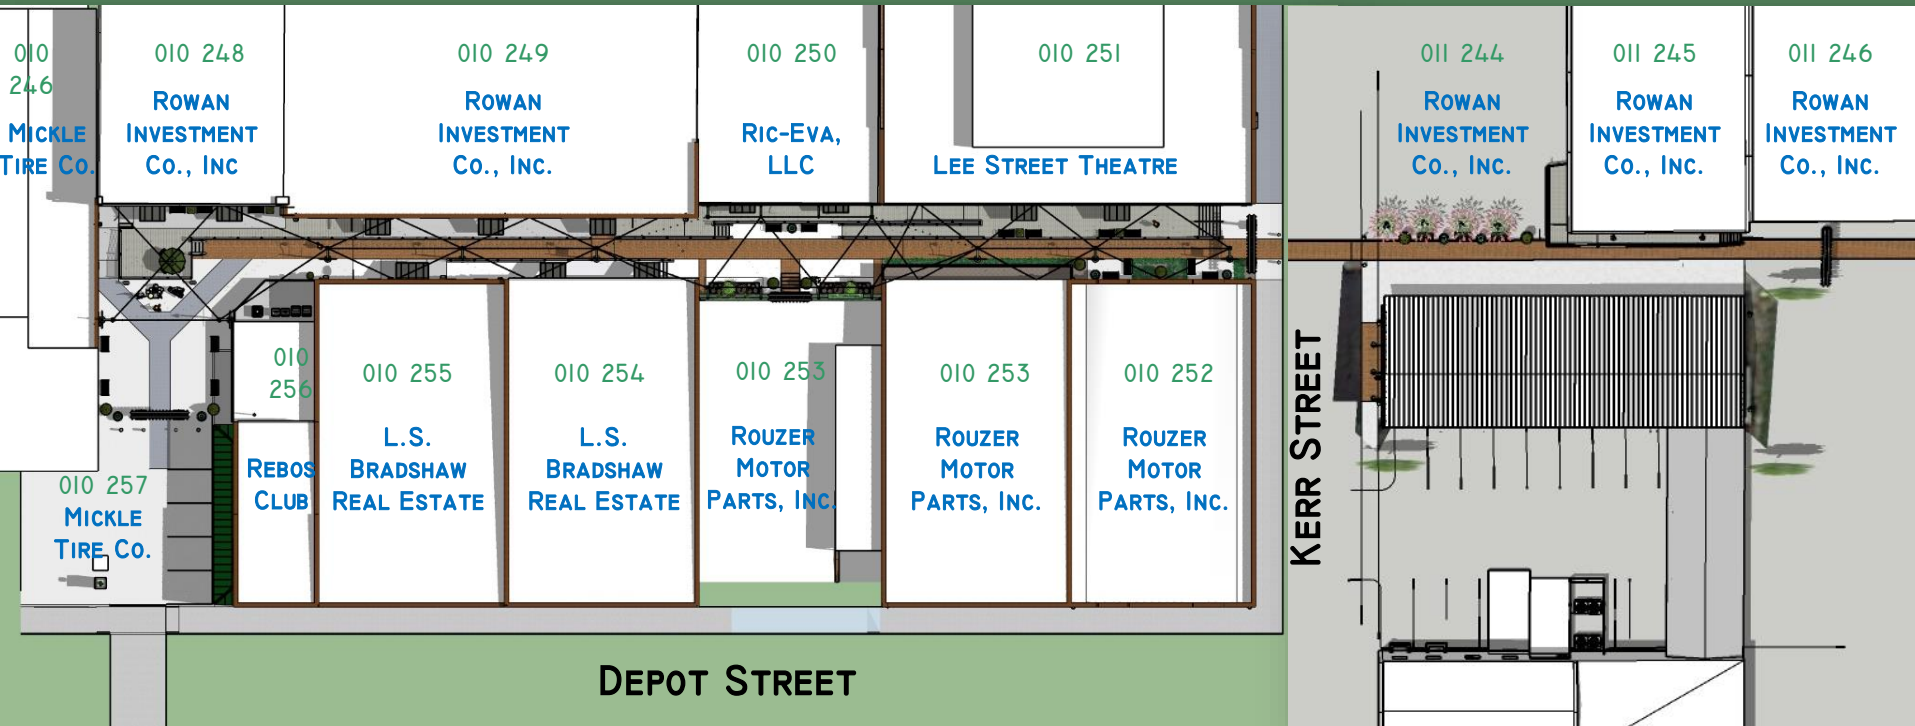 010
246
MICKLE
TIRE CO.
010 248
ROWAN
INVESTMENT
CO., INC
010 249
ROWAN
INVESTMENT
CO., INC.
010 250
RIC-EVA,
LLC
010 251
LEE STREET THEATRE
011 244
ROWAN
INVESTMENT
CO., INC.
011 245
ROWAN
INVESTMENT
CO., INC.
011 246
ROWAN
INVESTMENT
CO., INC.
010 257
MICKLE
TIRE CO.
010
256
REBOS
CLUB
010 255
L.S.
BRADSHAW
REAL ESTATE
010 254
L.S.
BRADSHAW
REAL ESTATE
010 253
ROUZER
MOTOR
PARTS, INC.
010 253
ROUZER
MOTOR
PARTS, INC.
010 252
ROUZER
MOTOR
PARTS, INC.
KERR STREET
DEPOT STREET